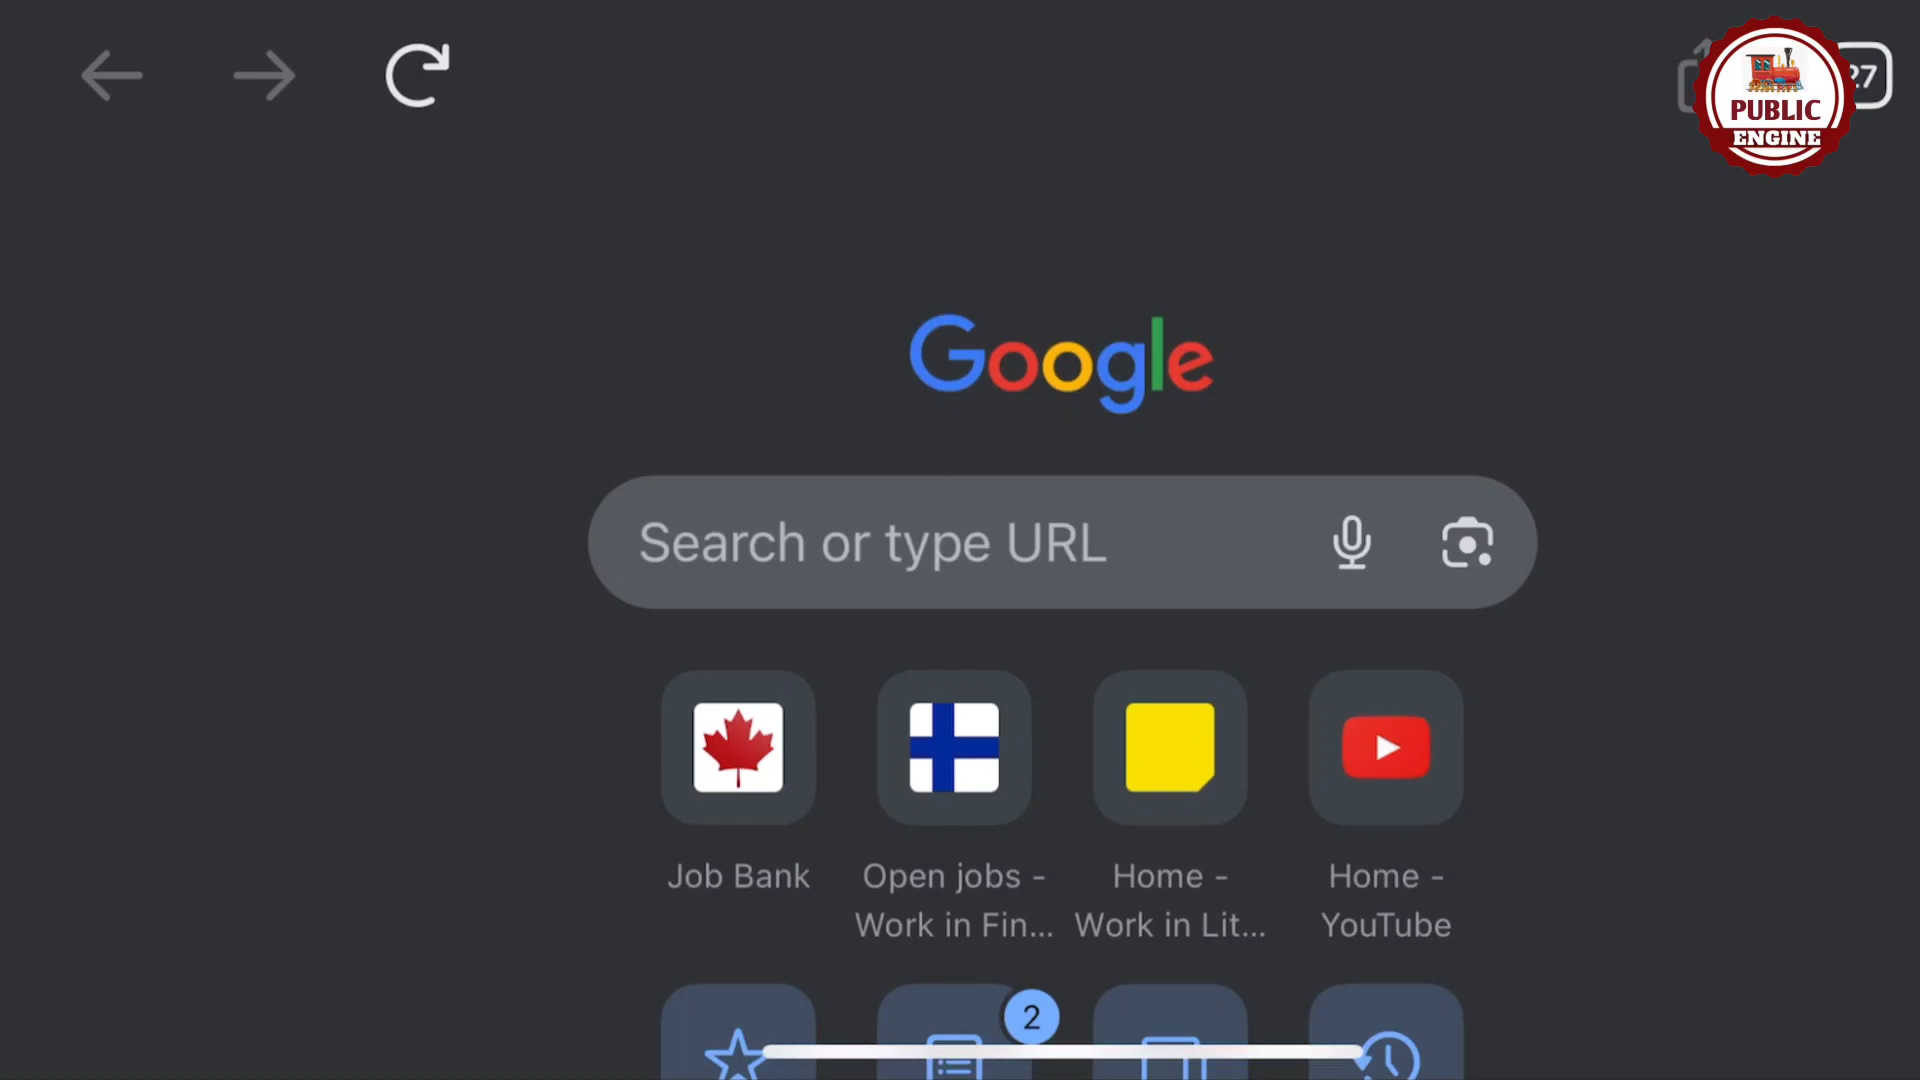 27
PUBLIC
ENGINE
Google
Search or type URL
Job Bank
Open jobs -
Work in Fin...
Home -
Work in Lit...
Home -
YouTube
2